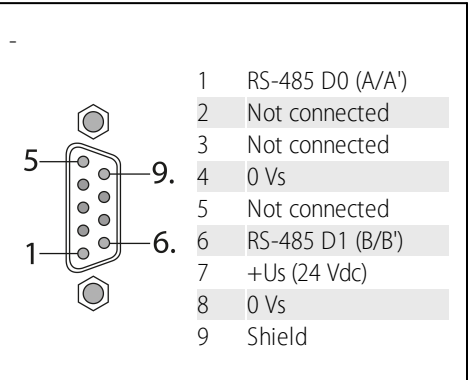 -
1 RS-485 D0 (A/A')
2 Not connected
3 Not connected
4 0 Vs
5 Not connected
6 RS-485 D1 (B/B')
7 +Us (24 Vdc)
8 0 Vs
9 Shield
5
9.
1
6.